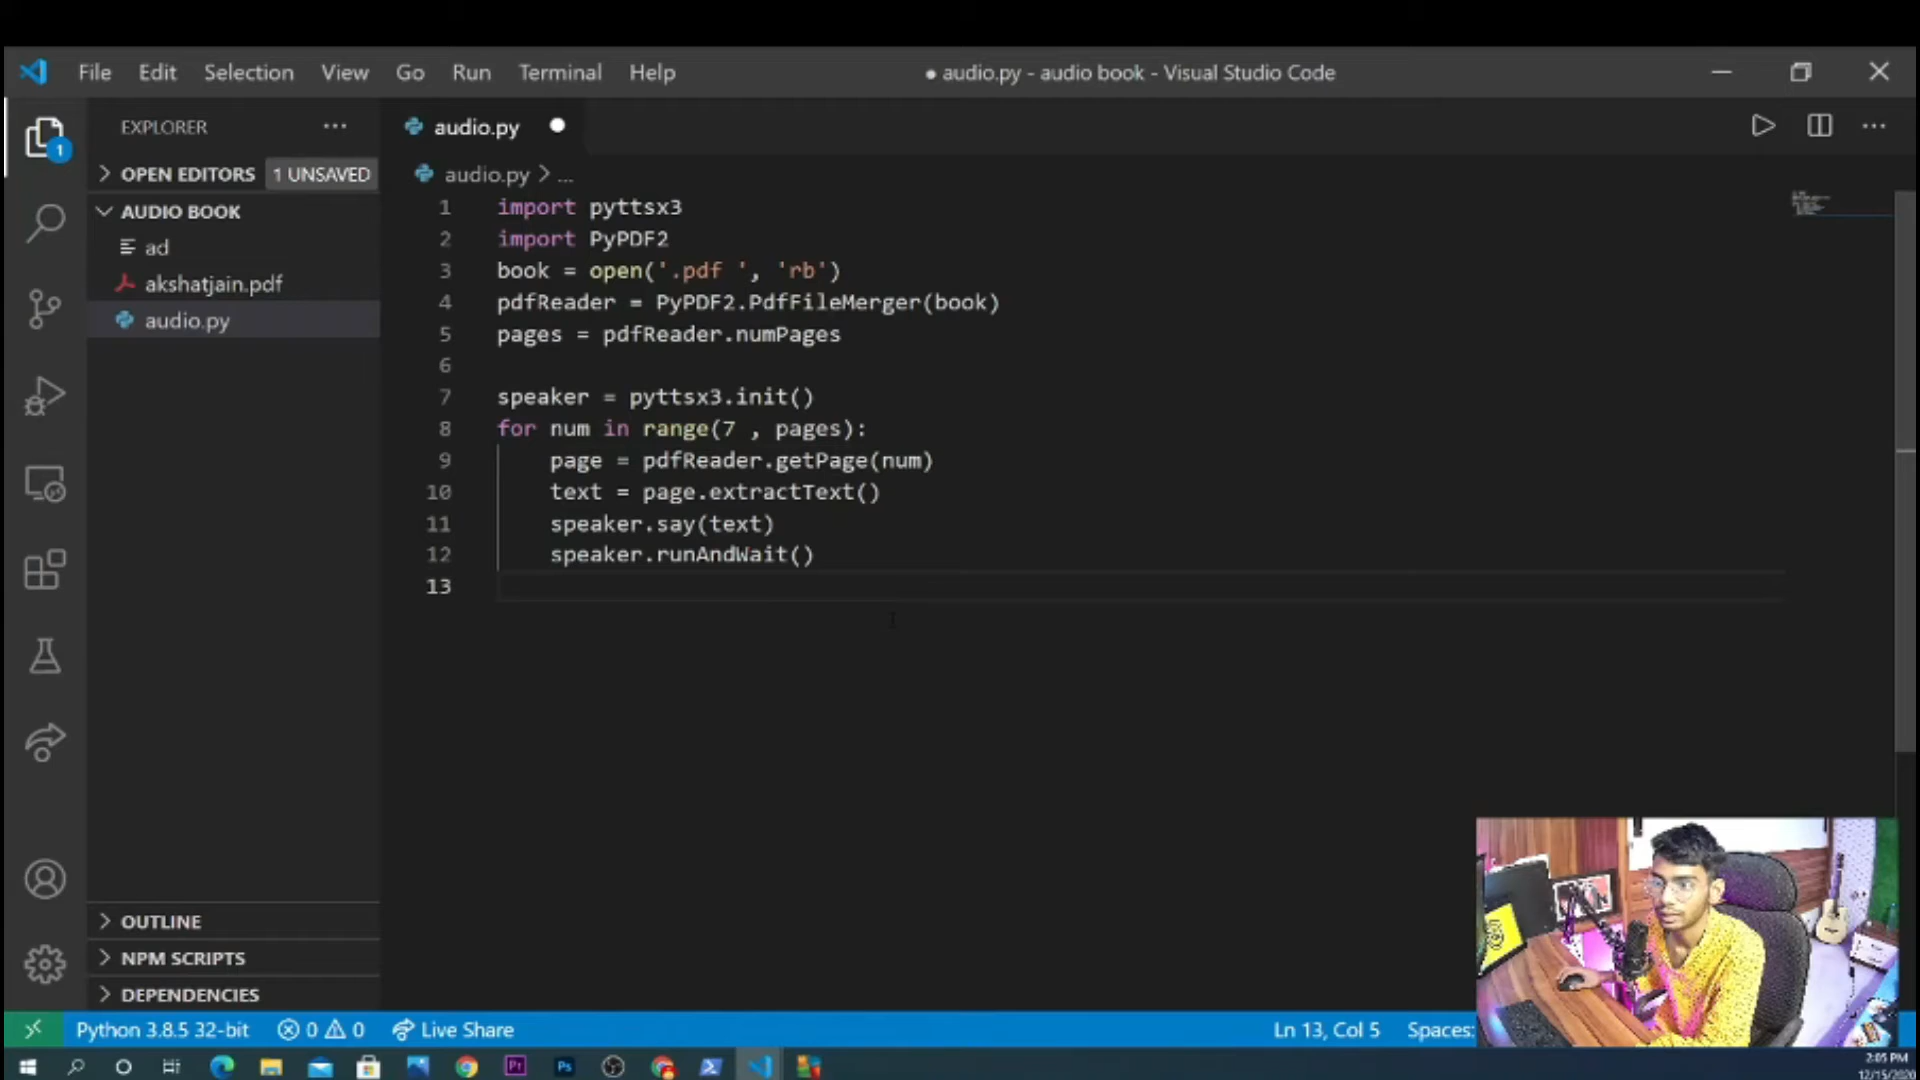 File Edit Selection View Go Run Terminal Help
● audio.py - audio book - Visual Studio Code
EXPLORER
audio.py
OPEN EDITORS 1 UNSAVED
audio.py > ...
AUDIO BOOK
ad
akshatjain.pdf
audio.py
1 import pyttsx3
2 import PyPDF2
3 book = open('.pdf ', 'rb')
4 pdfReader = PyPDF2.PdfFileMerger(book)
5 pages = pdfReader.numPages
6
7 speaker = pyttsx3.init()
8 for num in range(7 , pages):
9 page = pdfReader.getPage(num)
10 text = page.extractText()
11 speaker.say(text)
12 speaker.runAndWait()
13
OUTLINE
NPM SCRIPTS
DEPENDENCIES
Python 3.8.5 32-bit 0 0 Live Share Ln 13, Col 5 Spaces:
1
Pr
Ps
2:05 PM
12/15/2020